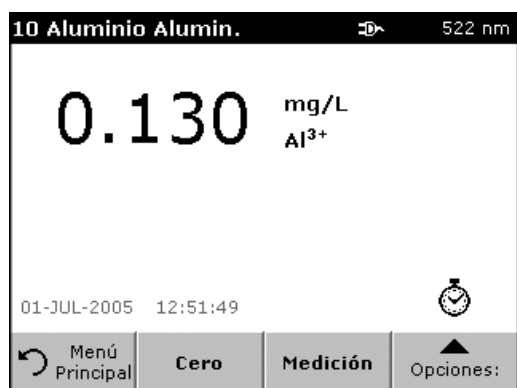 10 Aluminio Alumin. 522 nm
0.130 mg/L
Al³⁺
01-JUL-2005 12:51:49
Menú
Principal
Cero
Medición
Opciones: